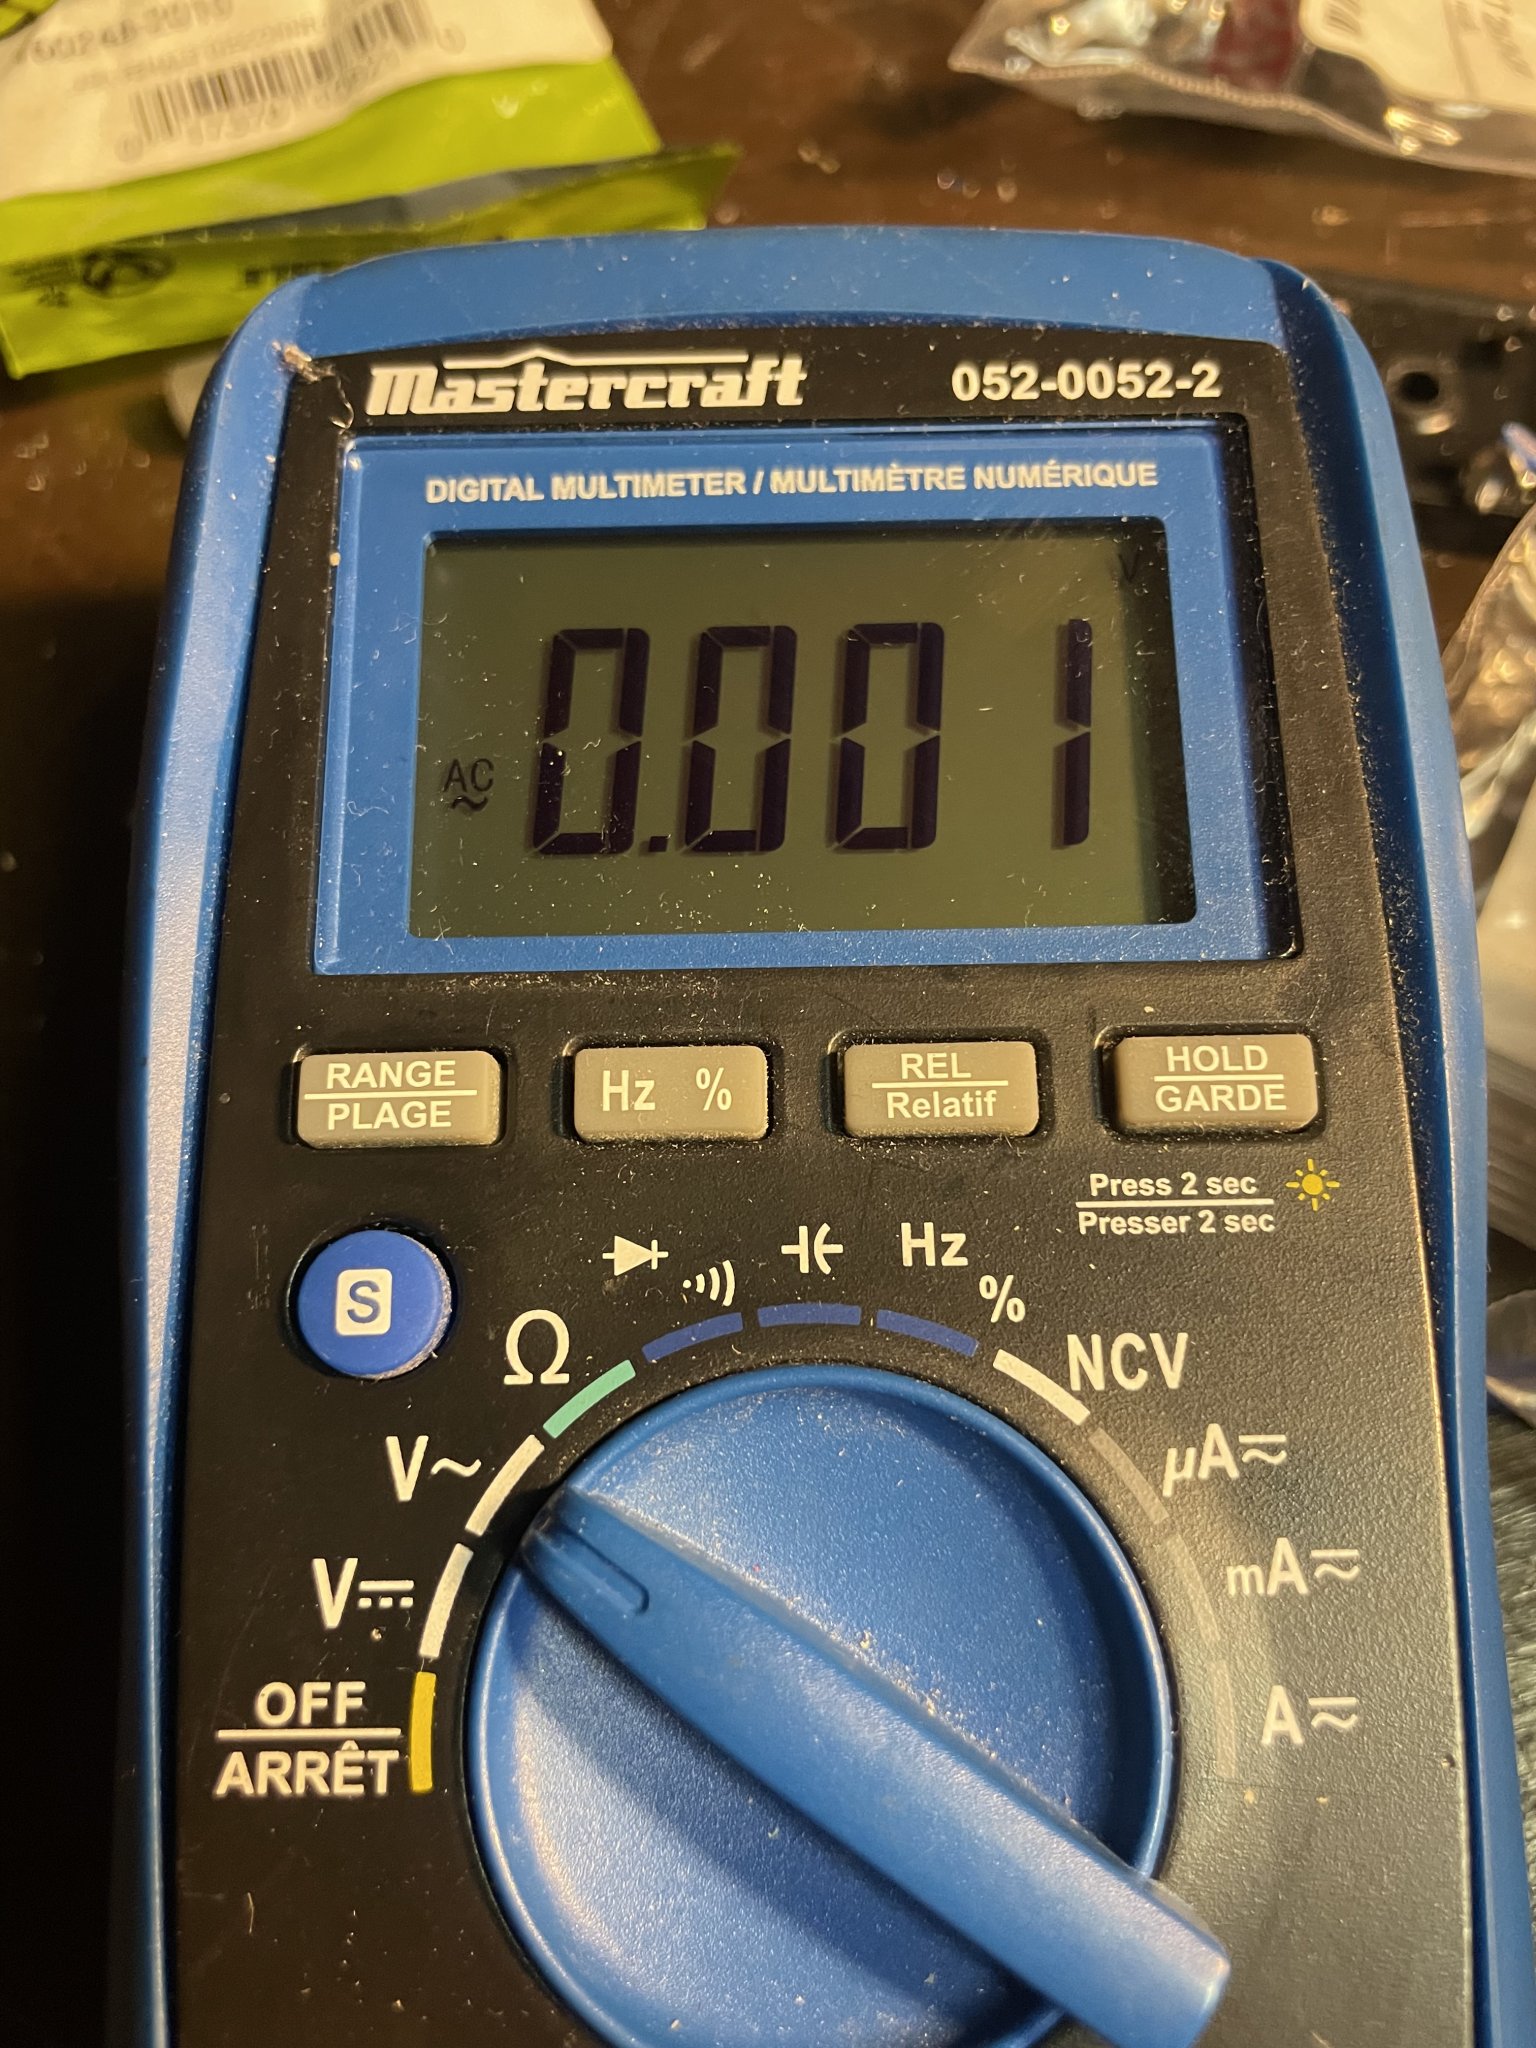 Mastercraft 052-0052-2
DIGITAL MULTIMETER / MULTIMÈTRE NUMÉRIQUE
V
AC
0.001
RANGE
PLAGE
Hz %
REL
Relatif
HOLD
GARDE
Press 2 sec
Presser 2 sec
S
Hz
%
Ω
NCV
V~
µA
V
mA
OFF
ARRÊT
A